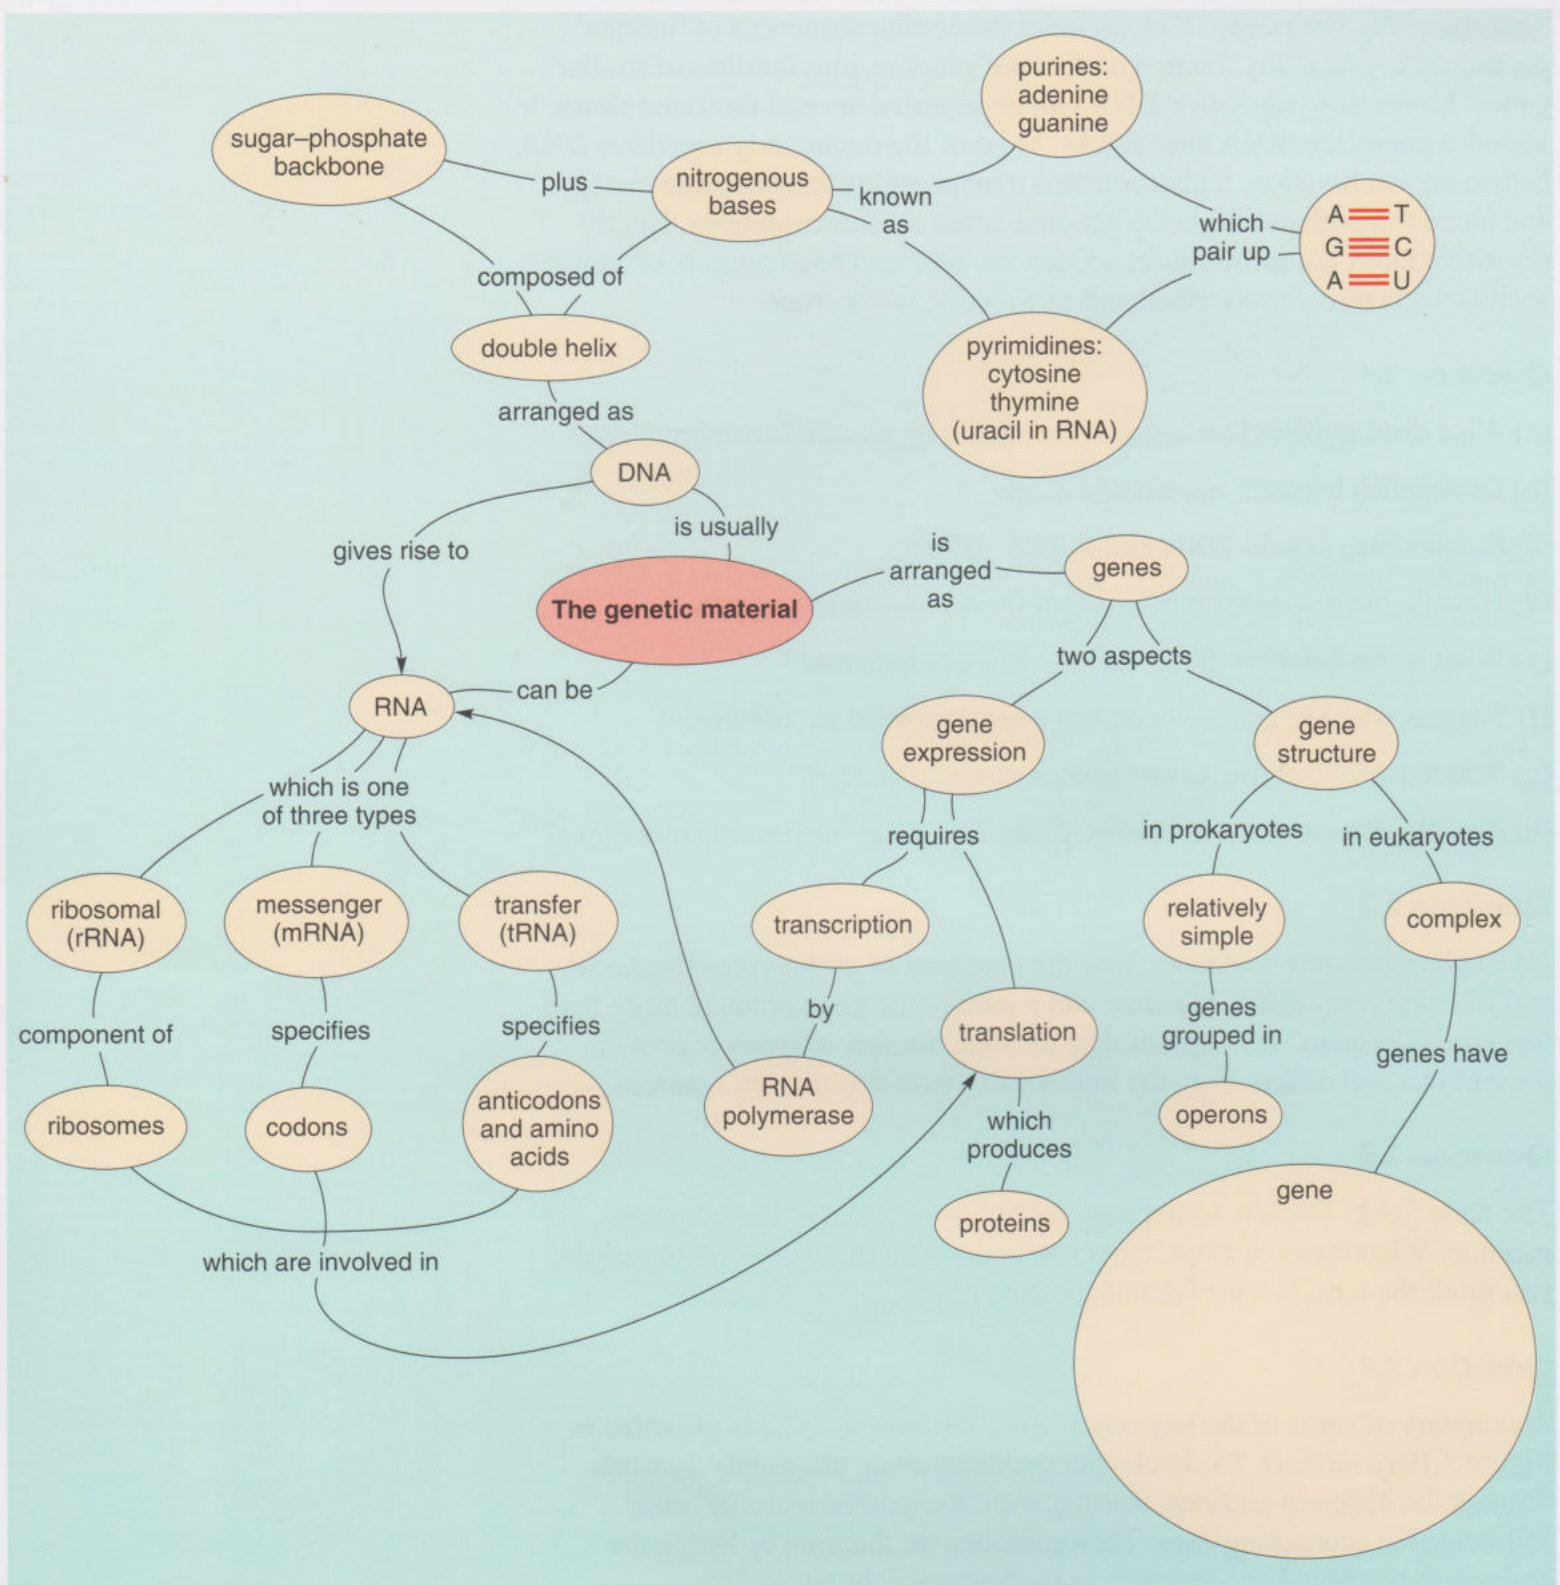 purines:
adenine
guanine
sugar–phosphate
backbone
plus
nitrogenous
bases
known
as
which
pair up
A T
G C
A U
composed of
double helix
pyrimidines:
cytosine
thymine
(uracil in RNA)
arranged as
DNA
is usually
gives rise to
The genetic material
is
arranged
as
genes
two aspects
can be
RNA
gene
expression
gene
structure
which is one
of three types
requires
in prokaryotes
in eukaryotes
ribosomal
(rRNA)
messenger
(mRNA)
transfer
(tRNA)
transcription
relatively
simple
complex
component of
specifies
specifies
by
translation
genes
grouped in
genes have
ribosomes
codons
anticodons
and amino
acids
RNA
polymerase
which
produces
operons
proteins
gene
which are involved in